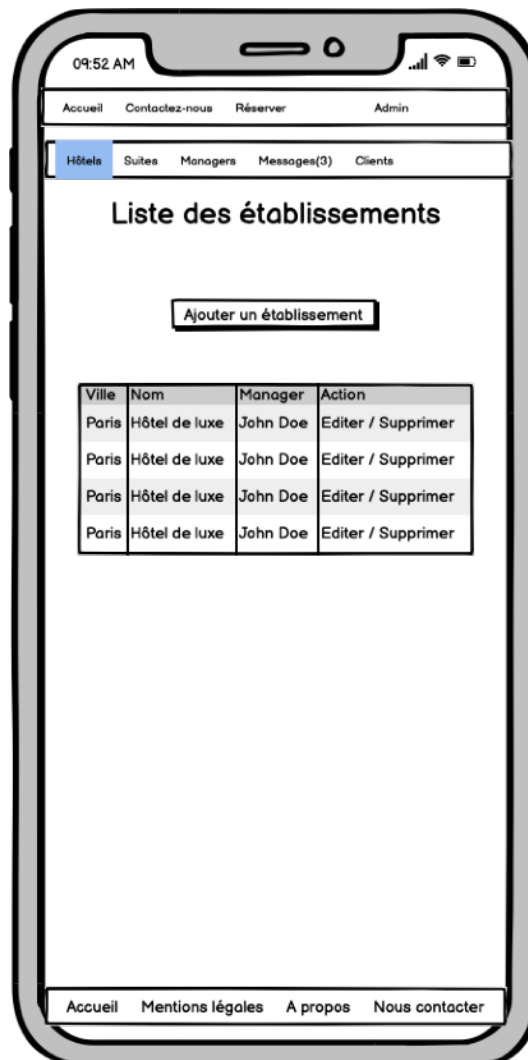 09:52 AM
Accueil Contactez-nous Réserver Admin
Hôtels Suites Managers Messages(3) Clients
Liste des établissements
Ajouter un établissement
Ville Nom Manager Action
Paris Hôtel de luxe John Doe Editer / Supprimer
Paris Hôtel de luxe John Doe Editer / Supprimer
Paris Hôtel de luxe John Doe Editer / Supprimer
Paris Hôtel de luxe John Doe Editer / Supprimer
Accueil Mentions légales A propos Nous contacter